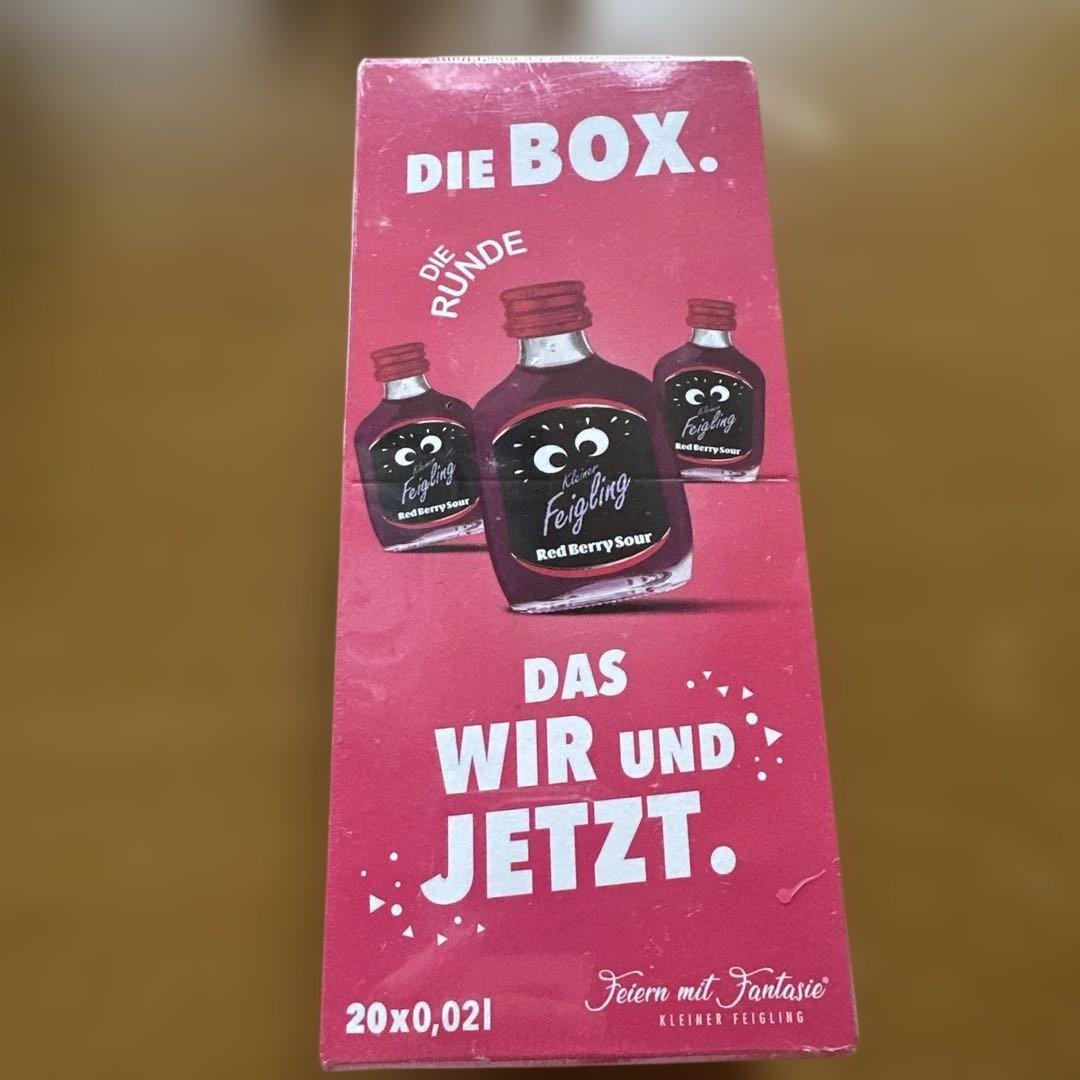 DIE BOX.
DIE
RUNDE
Kleiner
Feigling
Red Berry Sour
Kleiner
Feigling
Red Berry Sour
Kleiner
Feigling
Red Berry Sour
DAS
WIR UND
JETZT.
20x0,02l
Feiern mit Fantasie®
KLEINER FEIGLING